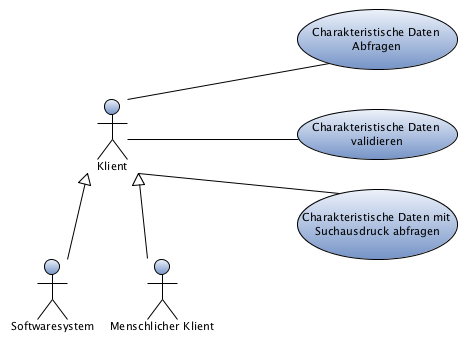 Charakteristische Daten
Abfragen
Charakteristische Daten
validieren
Klient
Charakteristische Daten mit
Suchausdruck abfragen
Softwaresystem
Menschlicher Klient